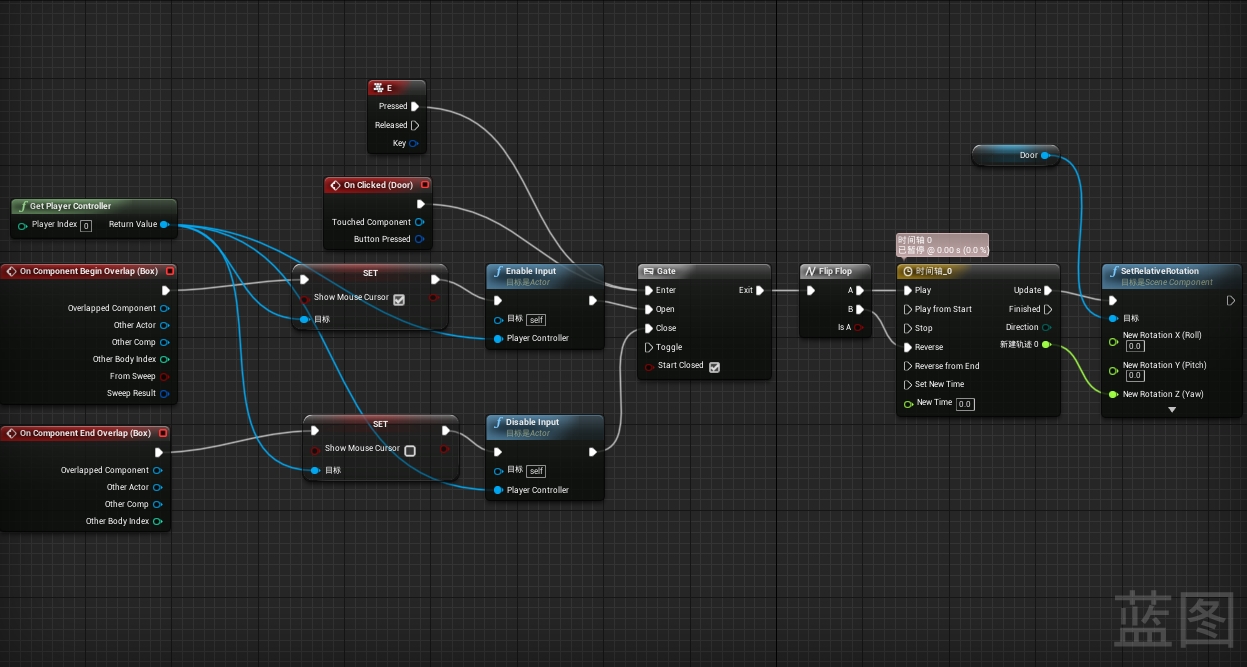 E
Pressed
Released
Key
On Clicked (Door)
Touched Component
Button Pressed
Get Player Controller
Player Index 0 Return Value
On Component Begin Overlap (Box)
Overlapped Component
Other Actor
Other Comp
Other Body Index
From Sweep
Sweep Result
SET
Show Mouse Cursor
目标
Enable Input
目标是Actor
目标 self
Player Controller
On Component End Overlap (Box)
Overlapped Component
Other Actor
Other Comp
Other Body Index
SET
Show Mouse Cursor
目标
Disable Input
目标是Actor
目标 self
Player Controller
Gate
Enter Exit
Open
Close
Toggle
Start Closed
Flip Flop
A
B
Is A
时间轴 0
已暂停 @ 0.00 s (0.0 %)
时间轴_0
Play Update
Play from Start Finished
Stop Direction
Reverse 新建轨迹 0
Reverse from End
Set New Time
New Time 0.0
Door
SetRelativeRotation
目标是Scene Component
目标
New Rotation X (Roll)
0.0
New Rotation Y (Pitch)
0.0
New Rotation Z (Yaw)
蓝图